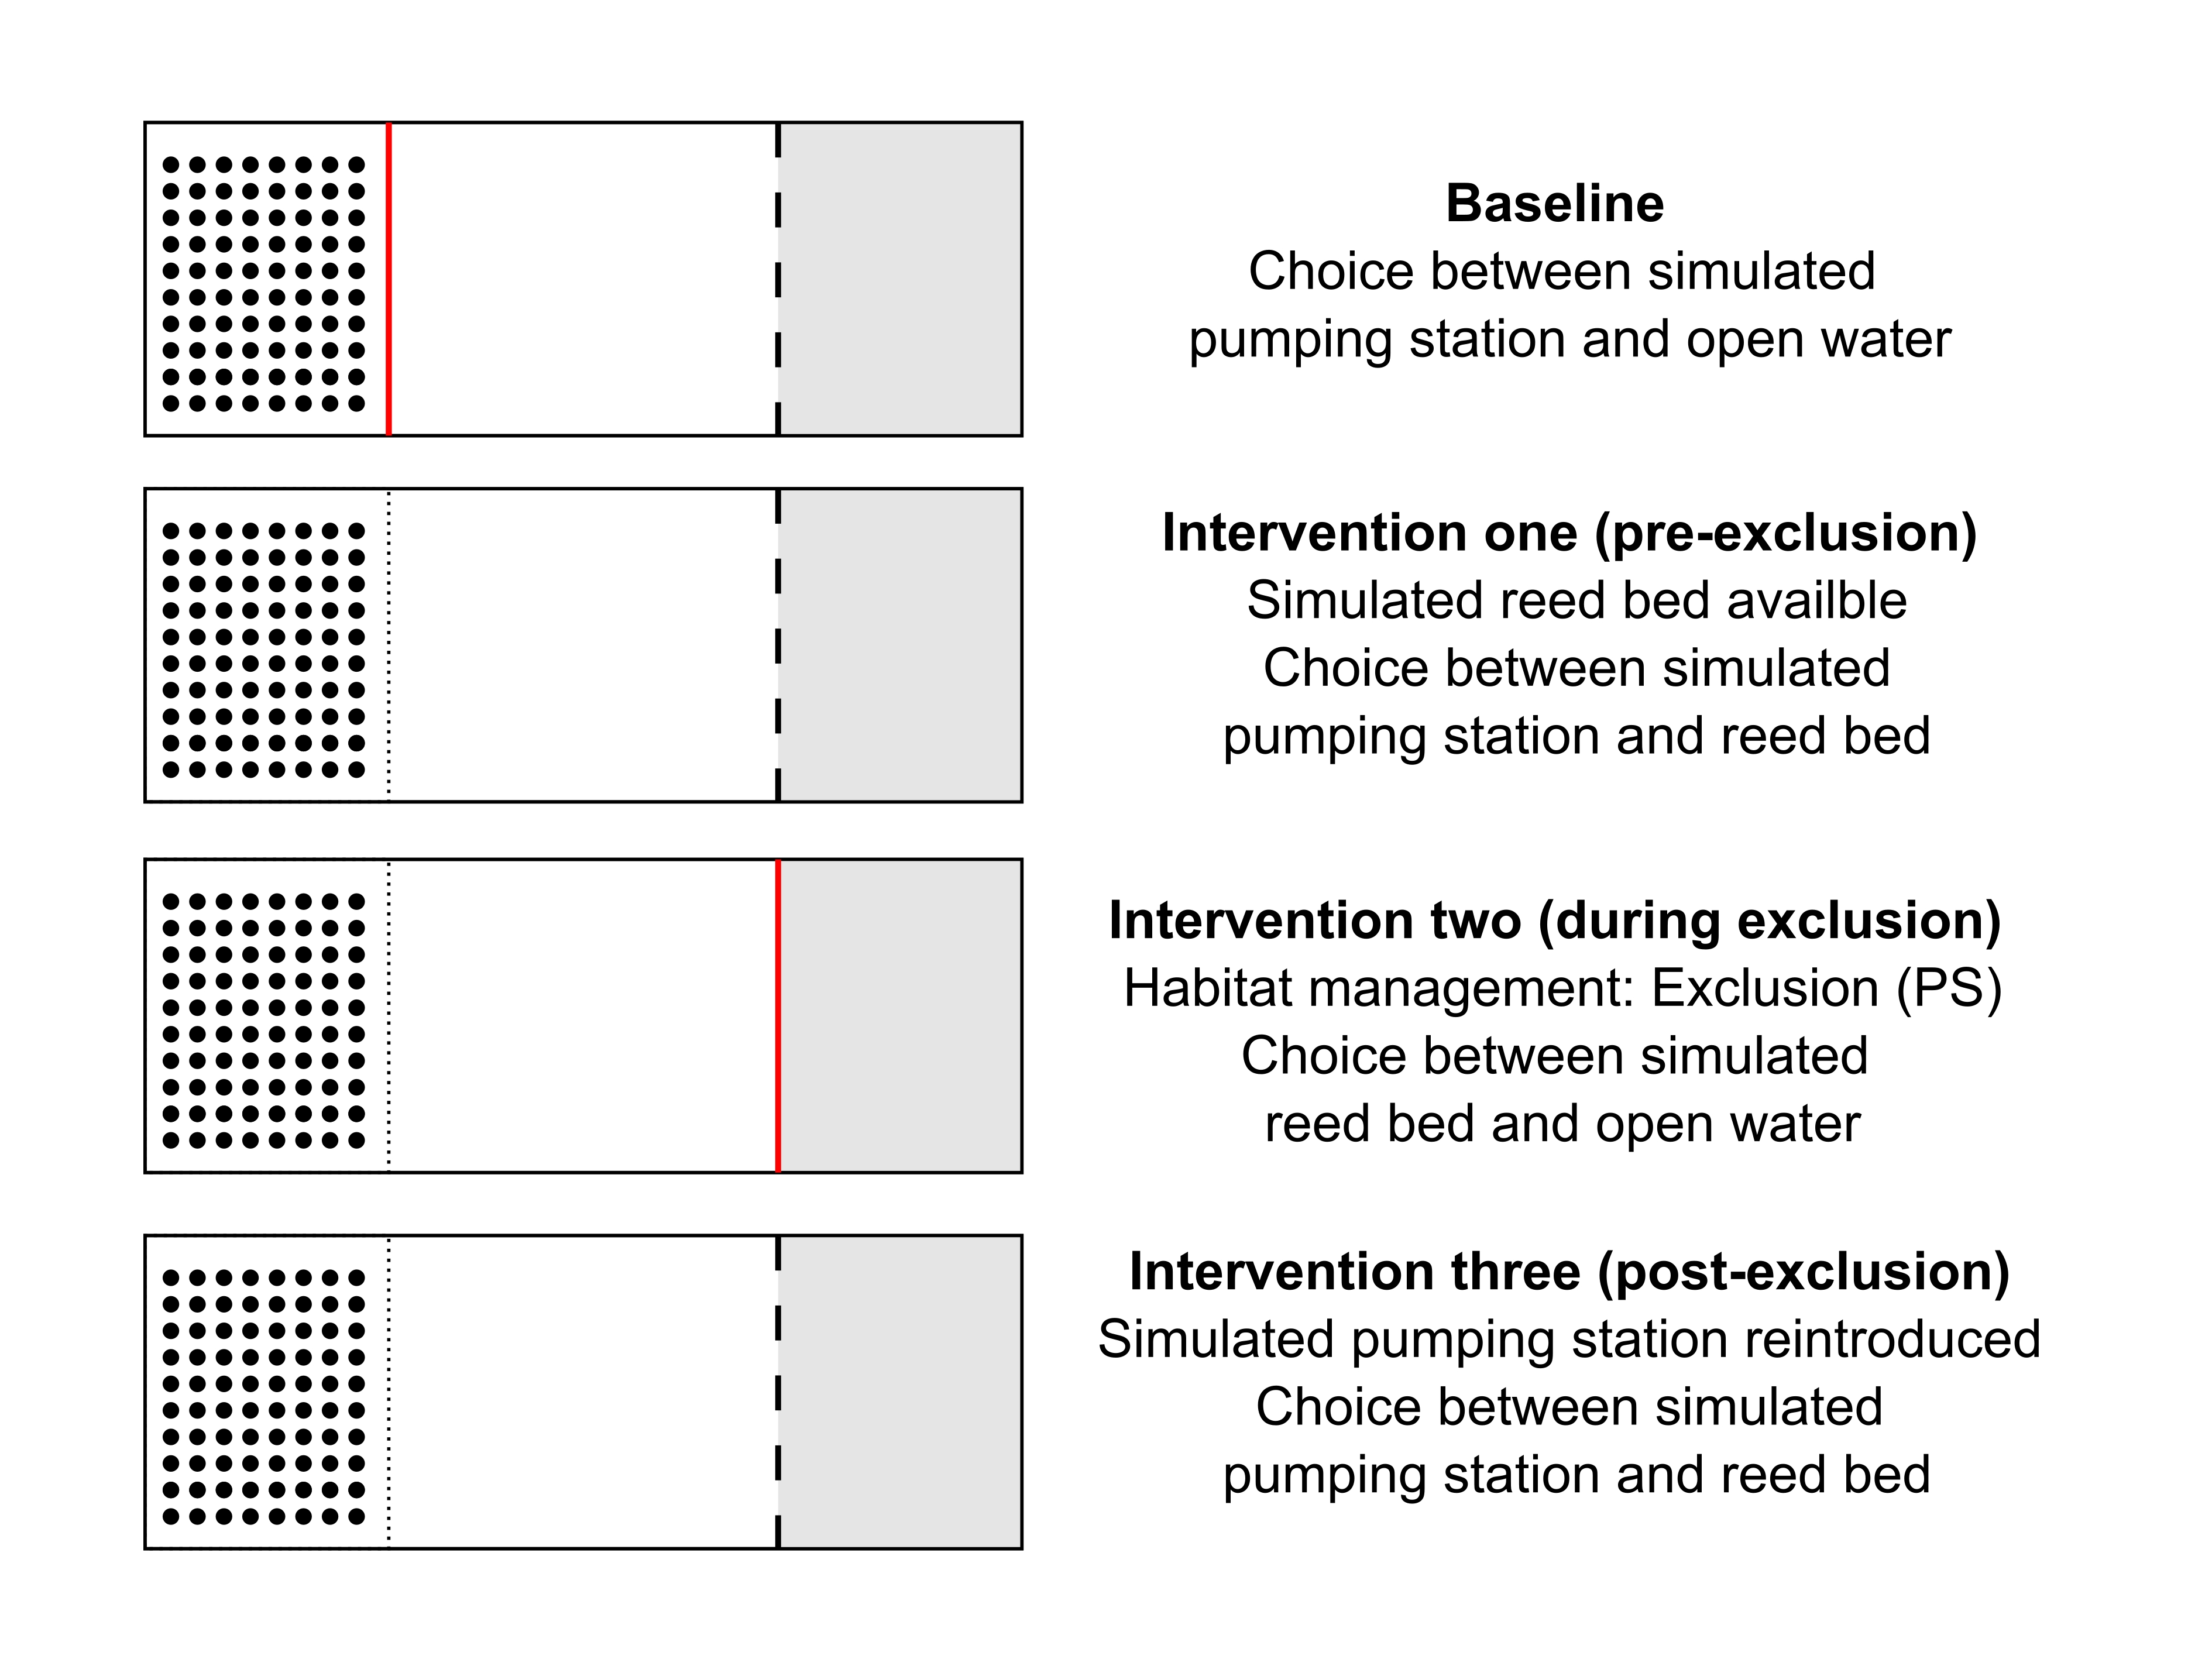 Baseline
Choice between simulated
pumping station and open water
Intervention one (pre-exclusion)
Simulated reed bed availble
Choice between simulated
pumping station and reed bed
Intervention two (during exclusion)
Habitat management: Exclusion (PS)
Choice between simulated
reed bed and open water
Intervention three (post-exclusion)
Simulated pumping station reintroduced
Choice between simulated
pumping station and reed bed